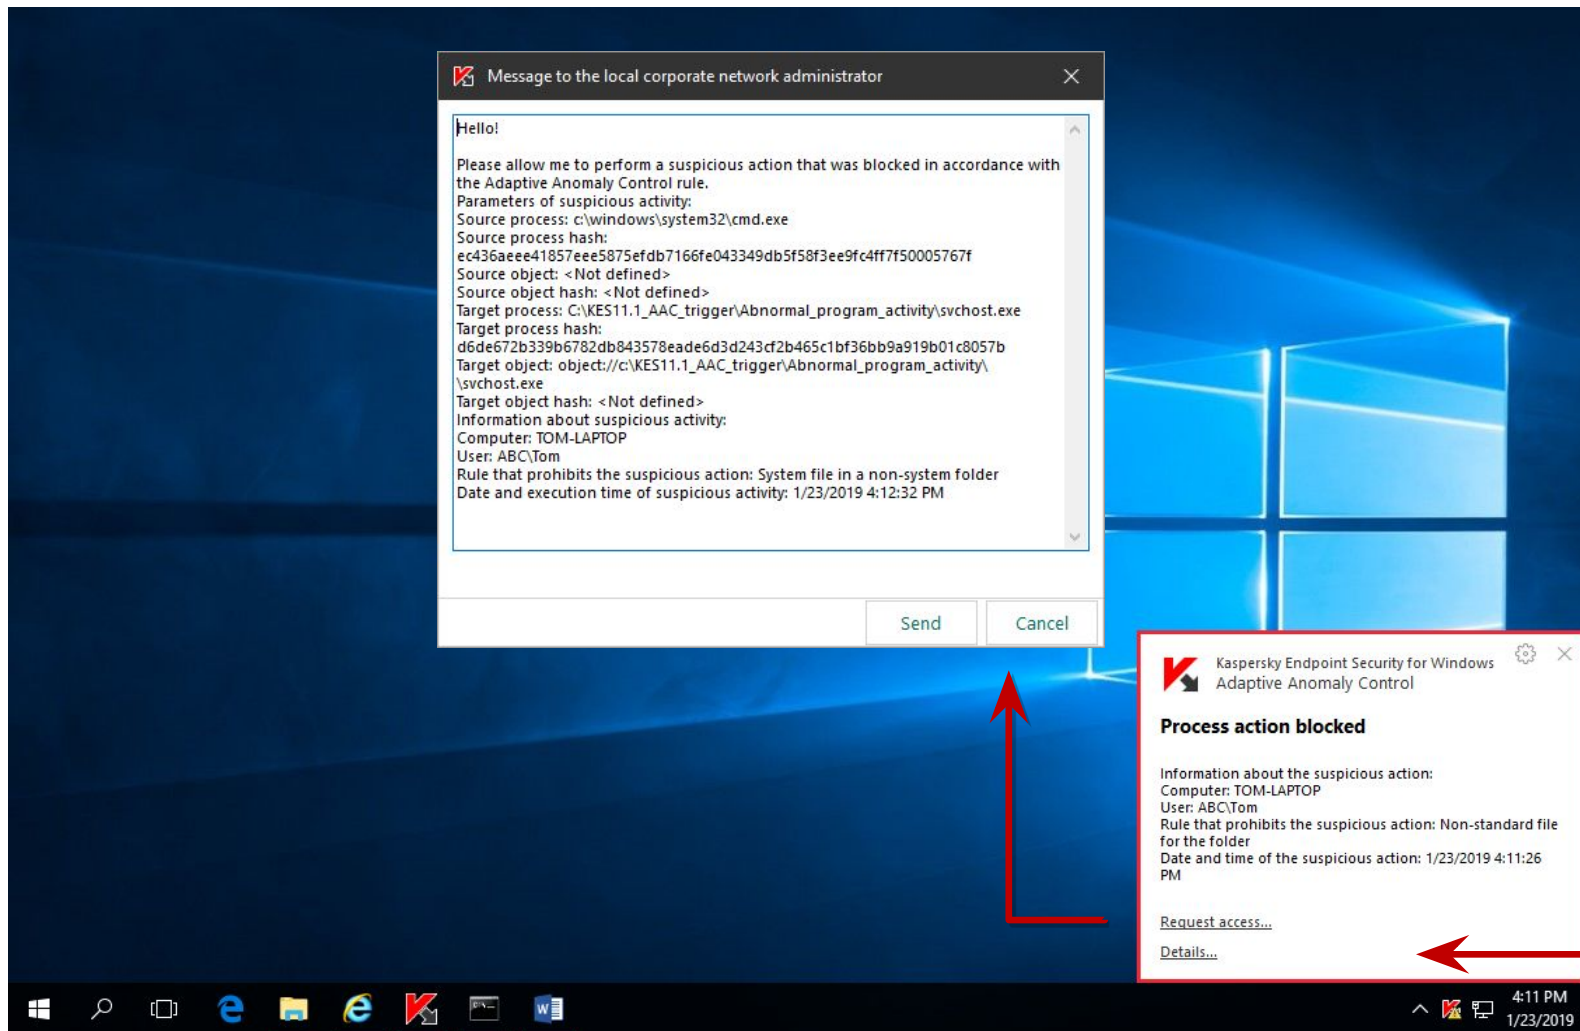 Message to the local corporate network administrator
Hello!
Please allow me to perform a suspicious action that was blocked in accordance with
the Adaptive Anomaly Control rule.
Parameters of suspicious activity:
Source process: c:\windows\system32\cmd.exe
Source process hash:
ec436aeee41857eee5875efdb7166fe043349db5f58f3ee9fc4ff7f50005767f
Source object: <Not defined>
Source object hash: <Not defined>
Target process: C:\KES11.1_AAC_trigger\Abnormal_program_activity\svchost.exe
Target process hash:
d6de672b339b6782db843578eade6d3d243cf2b465c1bf36bb9a919b01c8057b
Target object: object://c:\KES11.1_AAC_trigger\Abnormal_program_activity\
\svchost.exe
Target object hash: <Not defined>
Information about suspicious activity:
Computer: TOM-LAPTOP
User: ABC\Tom
Rule that prohibits the suspicious action: System file in a non-system folder
Date and execution time of suspicious activity: 1/23/2019 4:12:32 PM
Send
Cancel
Kaspersky Endpoint Security for Windows
Adaptive Anomaly Control
Process action blocked
Information about the suspicious action:
Computer: TOM-LAPTOP
User: ABC\Tom
Rule that prohibits the suspicious action: Non-standard file
for the folder
Date and time of the suspicious action: 1/23/2019 4:11:26
PM
Request access...
Details...
4:11 PM
1/23/2019